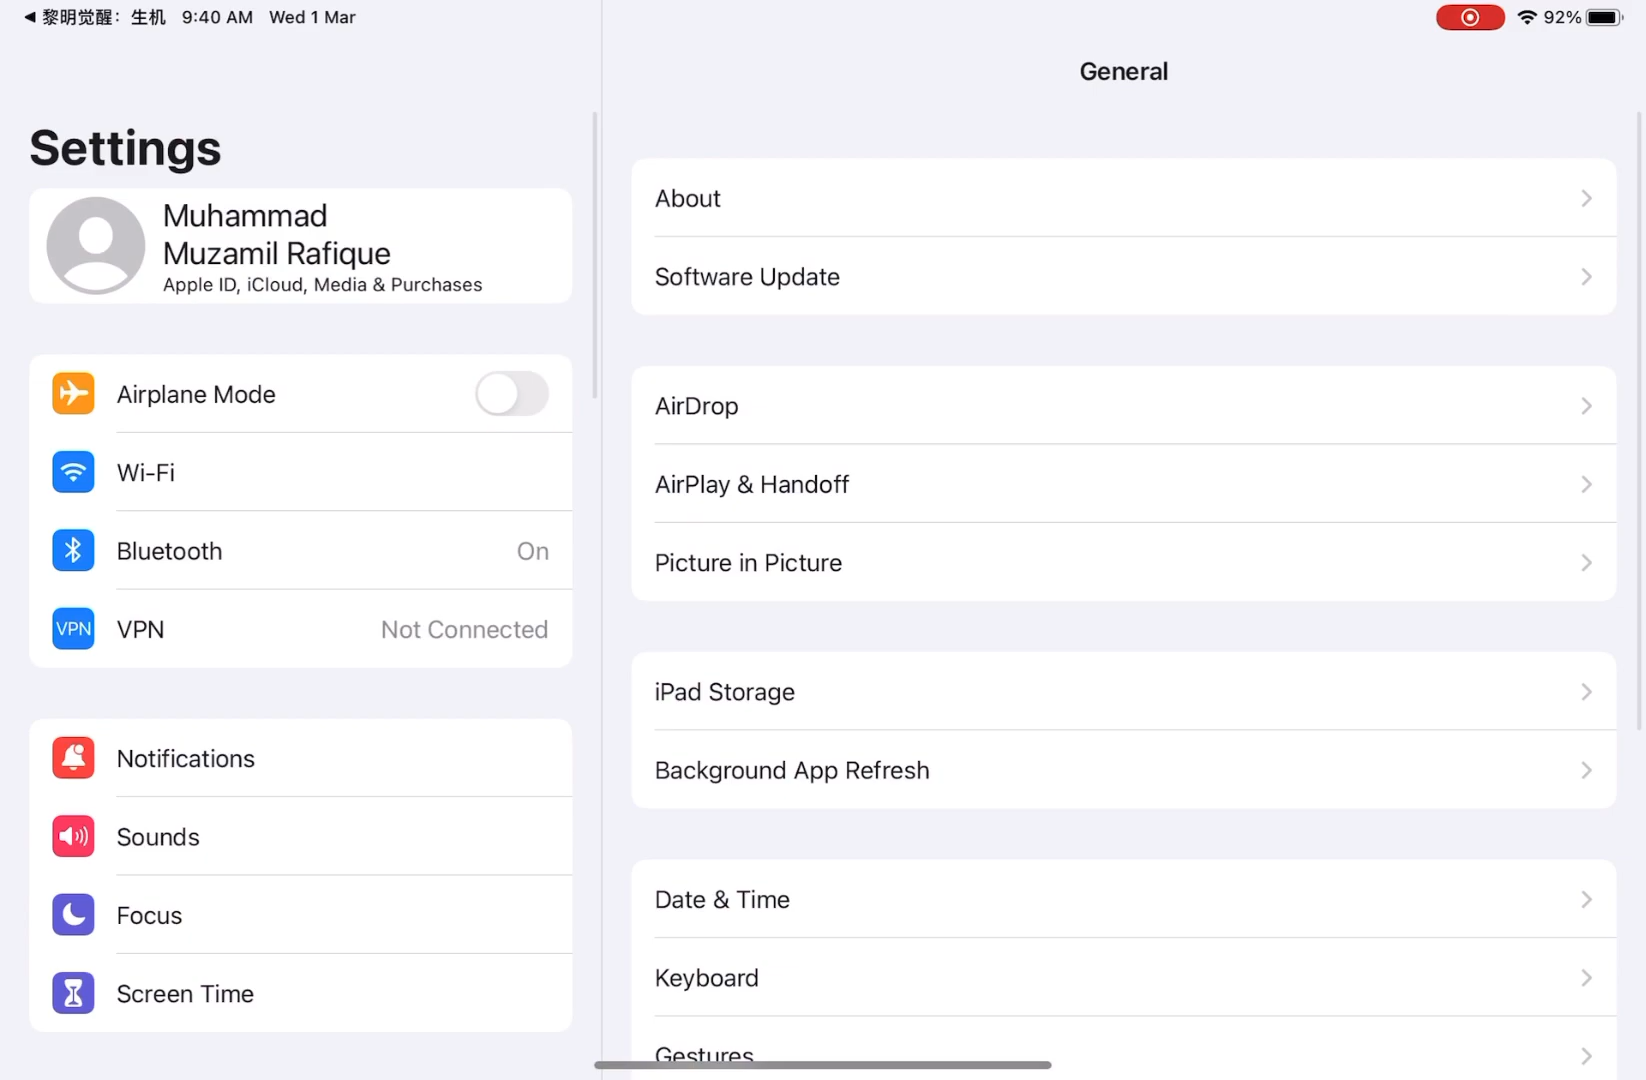 ◀ 黎明觉醒：生机 9:40 AM Wed 1 Mar
92%
Settings
Muhammad
Muzamil Rafique
Apple ID, iCloud, Media & Purchases
Airplane Mode
Wi-Fi
Bluetooth On
VPN VPN Not Connected
Notifications
Sounds
Focus
Screen Time
General
About
Software Update
AirDrop
AirPlay & Handoff
Picture in Picture
iPad Storage
Background App Refresh
Date & Time
Keyboard
Gestures